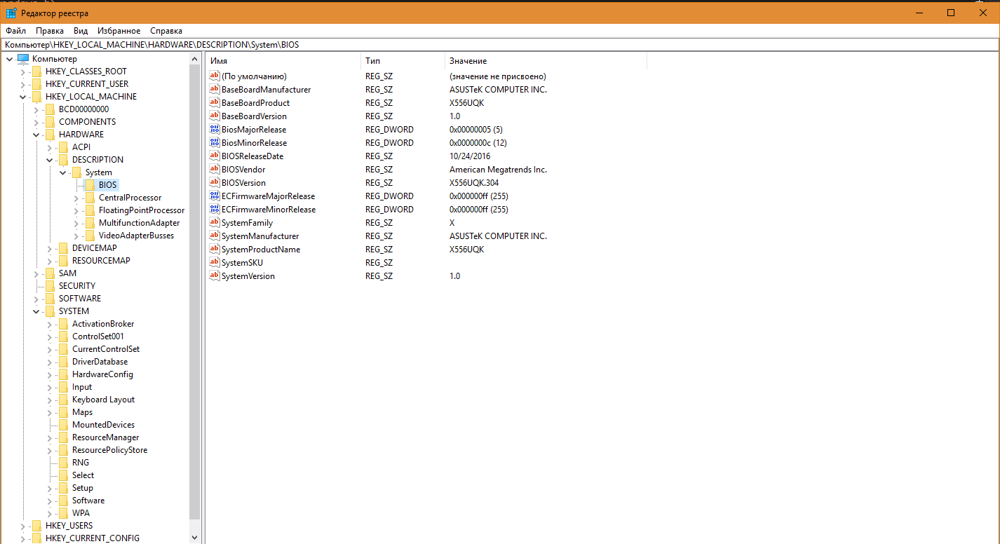 Редактор реестра
Файл Правка Вид Избранное Справка
Компьютер\HKEY_LOCAL_MACHINE\HARDWARE\DESCRIPTION\System\BIOS
Компьютер
HKEY_CLASSES_ROOT
HKEY_CURRENT_USER
HKEY_LOCAL_MACHINE
BCD00000000
COMPONENTS
HARDWARE
ACPI
DESCRIPTION
System
BIOS
CentralProcessor
FloatingPointProcessor
MultifunctionAdapter
VideoAdapterBusses
DEVICEMAP
RESOURCEMAP
SAM
SECURITY
SOFTWARE
SYSTEM
ActivationBroker
ControlSet001
CurrentControlSet
DriverDatabase
HardwareConfig
Input
Keyboard Layout
Maps
MountedDevices
ResourceManager
ResourcePolicyStore
RNG
Select
Setup
Software
WPA
HKEY_USERS
HKEY_CURRENT_CONFIG
Имя Тип Значение
(По умолчанию) REG_SZ (значение не присвоено)
BaseBoardManufacturer REG_SZ ASUSTeK COMPUTER INC.
BaseBoardProduct REG_SZ X556UQK
BaseBoardVersion REG_SZ 1.0
BiosMajorRelease REG_DWORD 0x00000005 (5)
BiosMinorRelease REG_DWORD 0x0000000c (12)
BIOSReleaseDate REG_SZ 10/24/2016
BIOSVendor REG_SZ American Megatrends Inc.
BIOSVersion REG_SZ X556UQK.304
ECFirmwareMajorRelease REG_DWORD 0x000000ff (255)
ECFirmwareMinorRelease REG_DWORD 0x000000ff (255)
SystemFamily REG_SZ X
SystemManufacturer REG_SZ ASUSTeK COMPUTER INC.
SystemProductName REG_SZ X556UQK
SystemSKU REG_SZ
SystemVersion REG_SZ 1.0